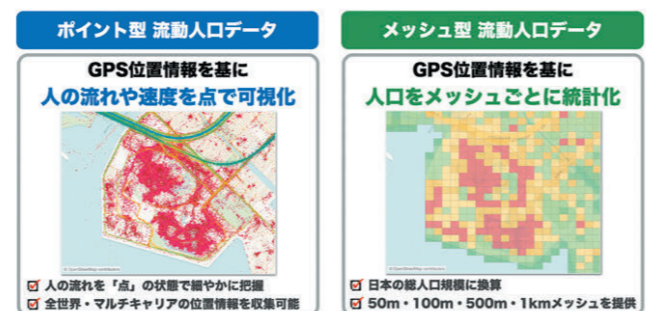 ポイント型 流動人口データ
GPS位置情報を基に
人の流れや速度を点で可視化
© OpenStreetMap contributors
人の流れを「点」の状態で細やかに把握
全世界・マルチキャリアの位置情報を収集可能
メッシュ型 流動人口データ
GPS位置情報を基に
人口をメッシュごとに統計化
© OpenStreetMap contributors
日本の総人口規模に換算
50m・100m・500m・1kmメッシュを提供